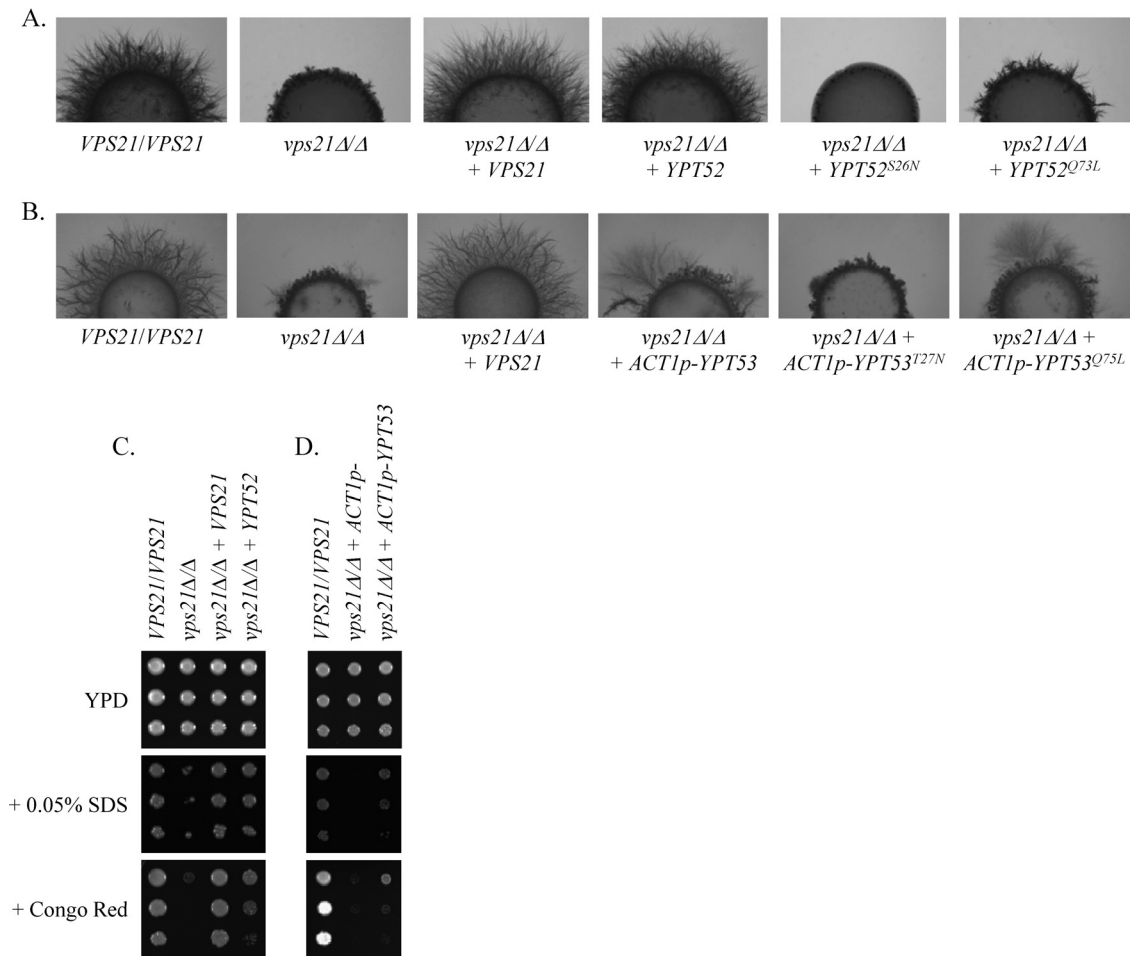 A.
VPS21/VPS21
vps21Δ/Δ
vps21Δ/Δ
+ VPS21
vps21Δ/Δ
+ YPT52
vps21Δ/Δ
+ YPT52S26N
vps21Δ/Δ
+ YPT52Q73L
B.
VPS21/VPS21
vps21Δ/Δ
vps21Δ/Δ
+ VPS21
vps21Δ/Δ
+ ACT1p-YPT53
vps21Δ/Δ +
ACT1p-YPT53T27N
vps21Δ/Δ +
ACT1p-YPT53Q75L
C.
VPS21/VPS21
vps21Δ/Δ
vps21Δ/Δ + VPS21
vps21Δ/Δ + YPT52
D.
VPS21/VPS21
vps21Δ/Δ + ACT1p-
vps21Δ/Δ + ACT1p-YPT53
YPD
+ 0.05% SDS
+ Congo Red